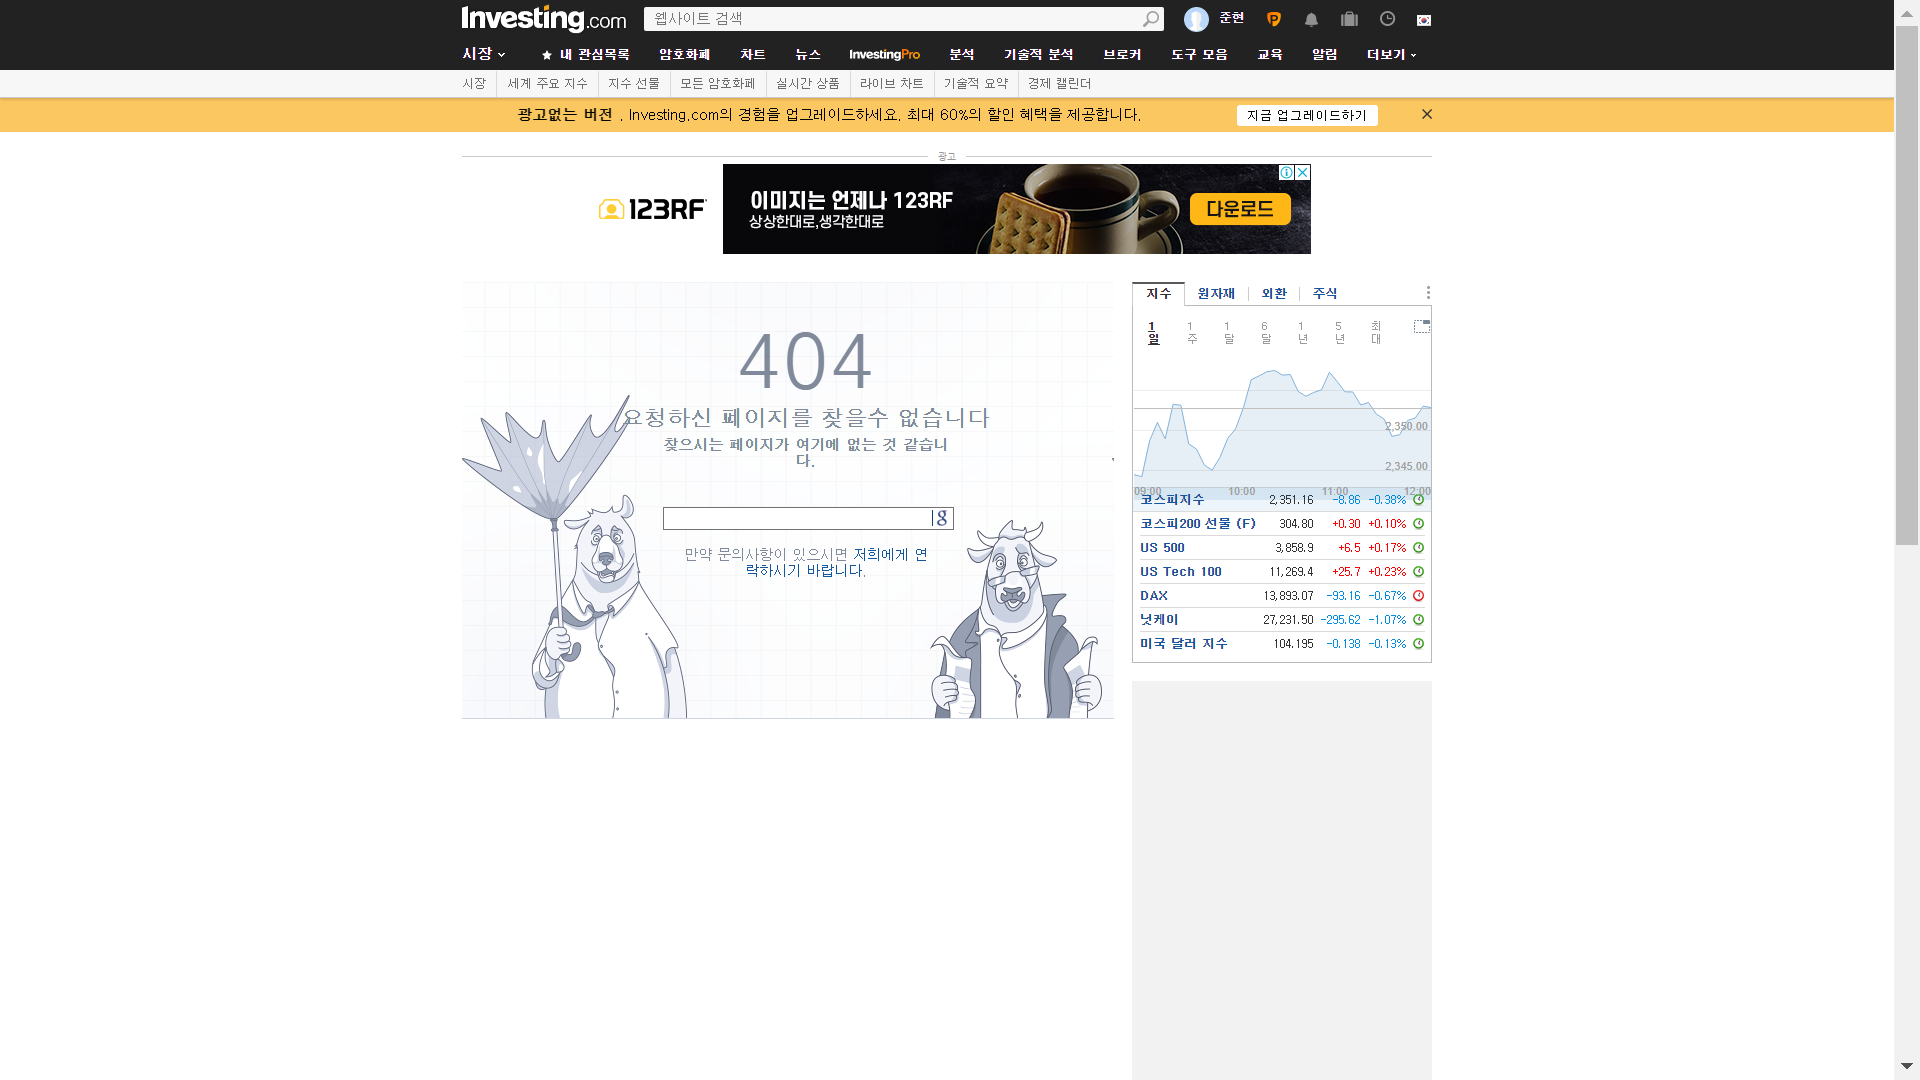 Investing.com
웹사이트 검색
준현
시장
내 관심목록
암호화폐
차트
뉴스
InvestingPro
분석
기술적 분석
브로커
도구 모음
교육
알림
더보기
시장
세계 주요 지수
지수 선물
모든 암호화폐
실시간 상품
라이브 차트
기술적 요약
경제 캘린더
광고없는 버전 . Investing.com의 경험을 업그레이드하세요. 최대 60%의 할인 혜택을 제공합니다.
지금 업그레이드하기
광고
123RF
이미지는 언제나 123RF
상상한대로,생각한대로
다운로드
404
요청하신 페이지를 찾을수 없습니다
찾으시는 페이지가 여기에 없는 것 같습니
다.
만약 문의사항이 있으시면 저희에게 연
락하시기 바랍니다.
지수
원자재
외환
주식
1일
1주
1달
6달
1년
5년
최대
2,350.00
2,345.00
09:00 10:00 11:00 12:00
코스피지수 2,351.16 -8.86 -0.38%
코스피200 선물 (F) 304.80 +0.30 +0.10%
US 500 3,858.9 +6.5 +0.17%
US Tech 100 11,269.4 +25.7 +0.23%
DAX 13,893.07 -93.16 -0.67%
닛케이 27,231.50 -295.62 -1.07%
미국 달러 지수 104.195 -0.138 -0.13%